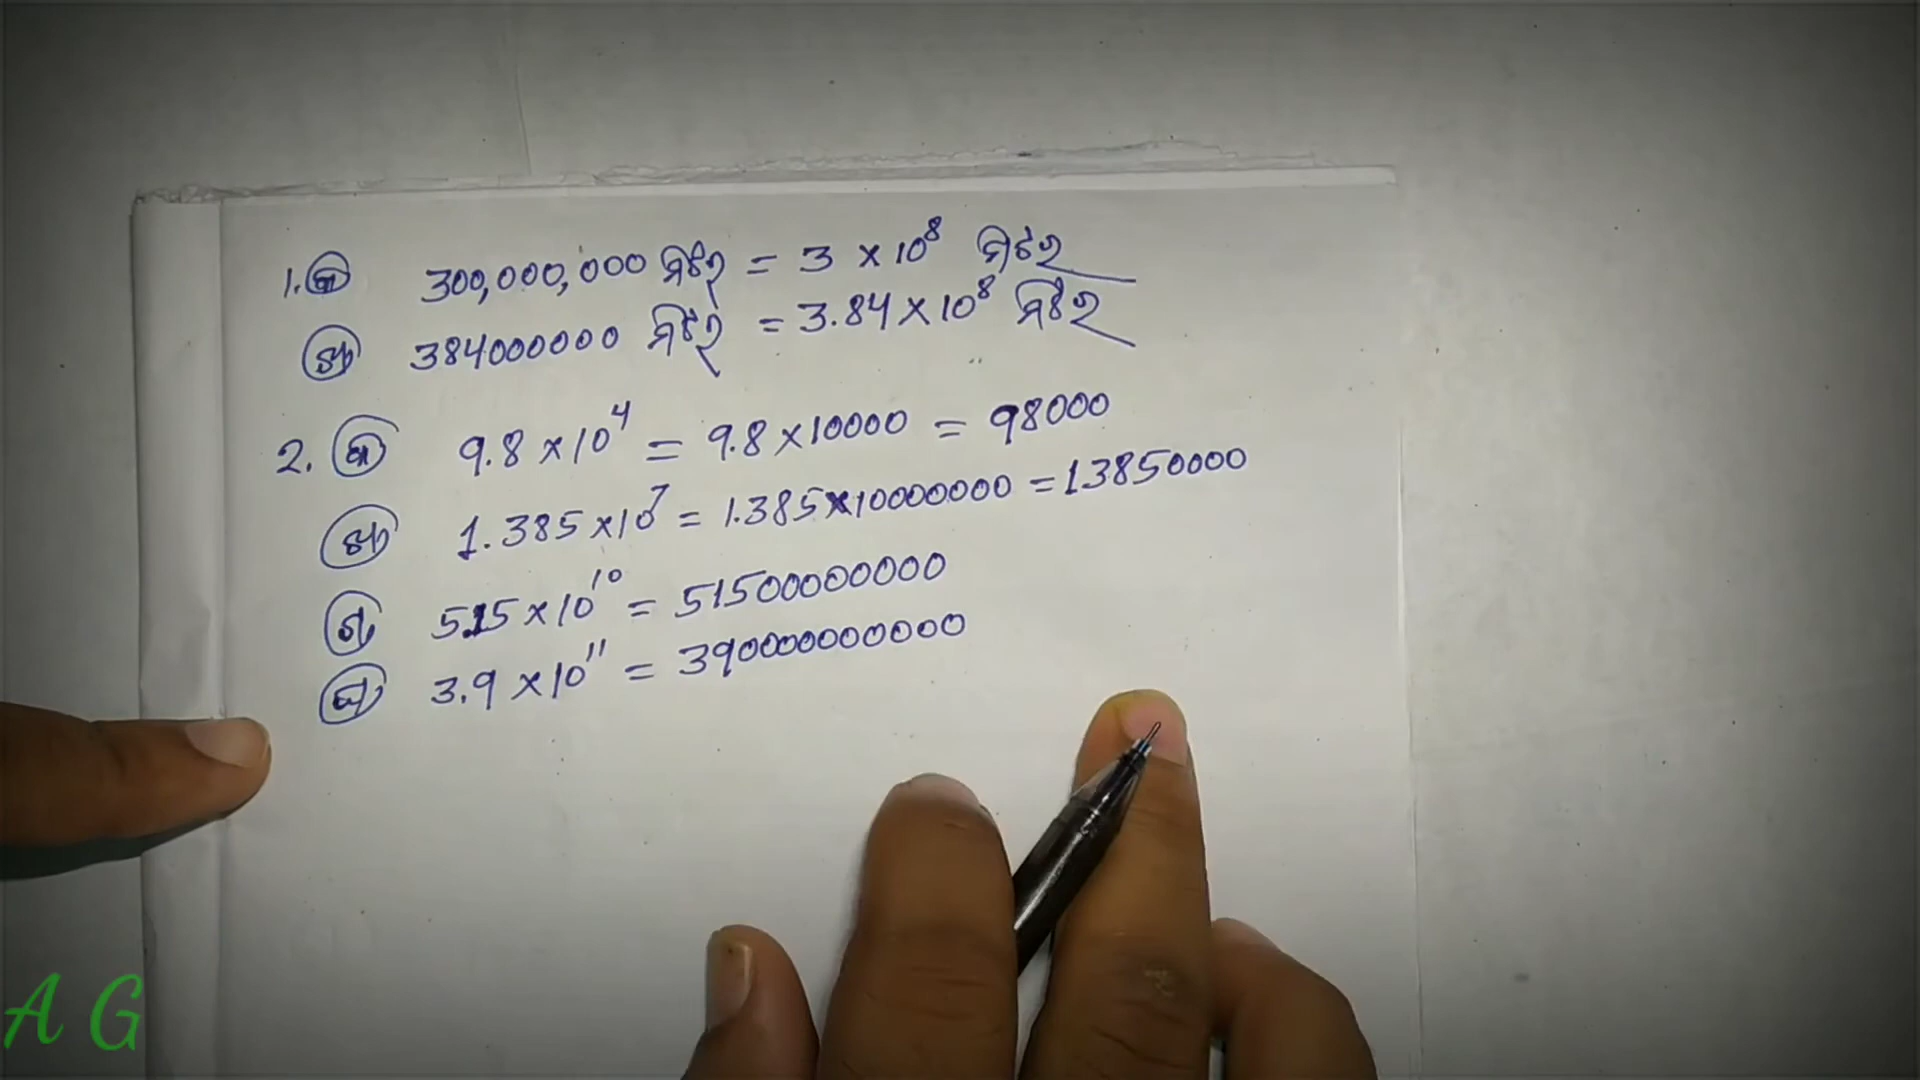 1. କ 300,000,000 ମିଟର = 3 × 10⁸ ମିଟର
ଖ 384000000 ମିଟର = 3.84 × 10⁸ ମିଟର
2. କ 9.8 × 10⁴ = 9.8 × 10000 = 98000
ଖ 1.385 × 10⁷ = 1.385 × 10000000 = 13850000
ଗ 5.15 × 10¹⁰ = 51500000000
ଘ 3.9 × 10¹¹ = 390000000000
A G